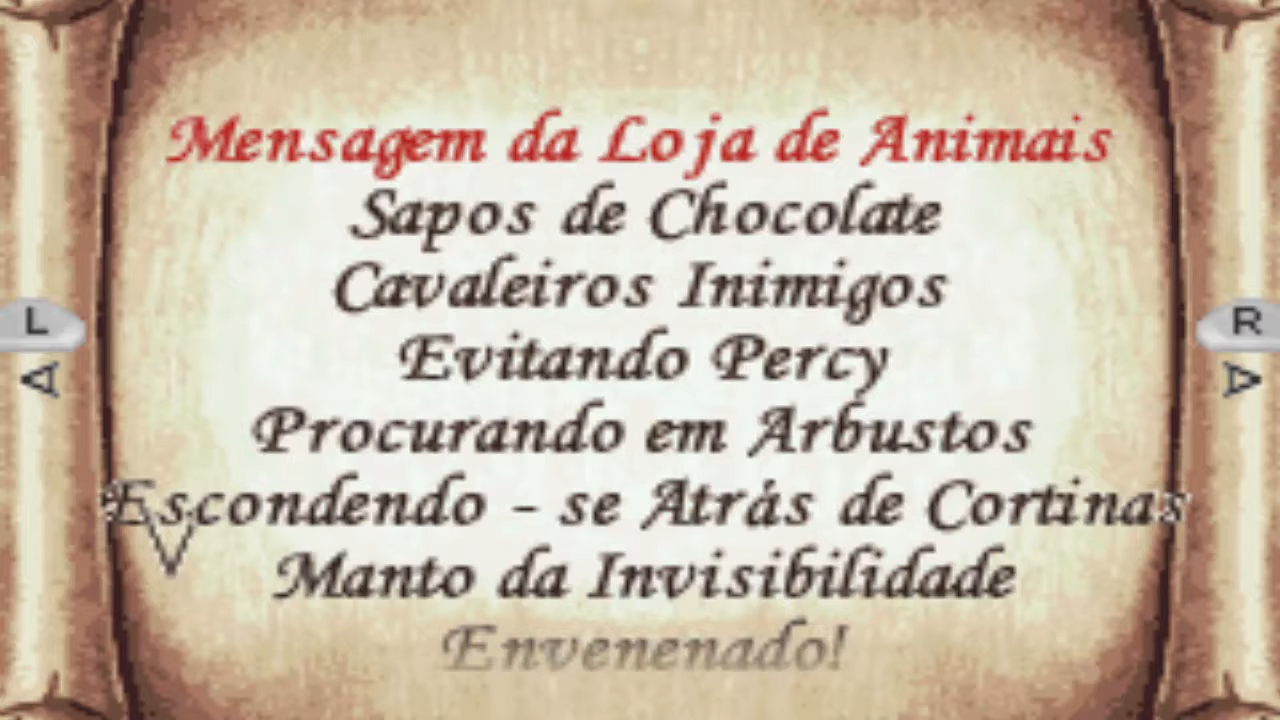 Mensagem da Loja de Animais
Sapos de Chocolate
Cavaleiros Inimigos
L
R
Evitando Percy
Procurando em Arbustos
Escondendo - se Atrás de Cortinas
Manto da Invisibilidade
Envenenado!